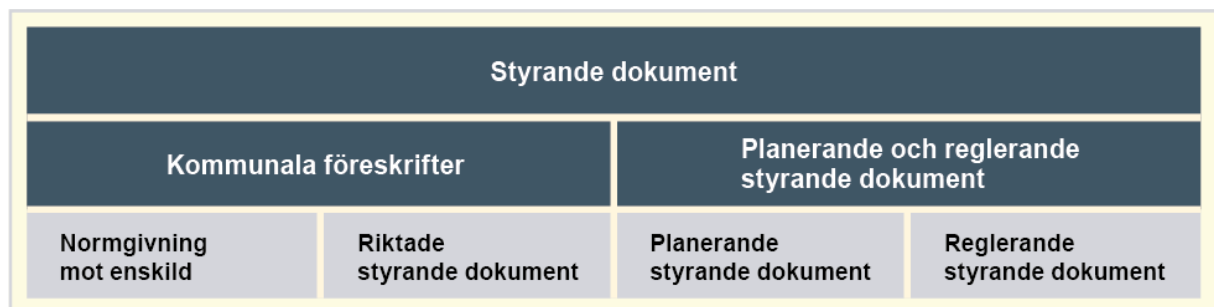 Styrande dokument
Kommunala föreskrifter
Planerande och reglerande
styrande dokument
Normgivning
mot enskild
Riktade
styrande dokument
Planerande
styrande dokument
Reglerande
styrande dokument